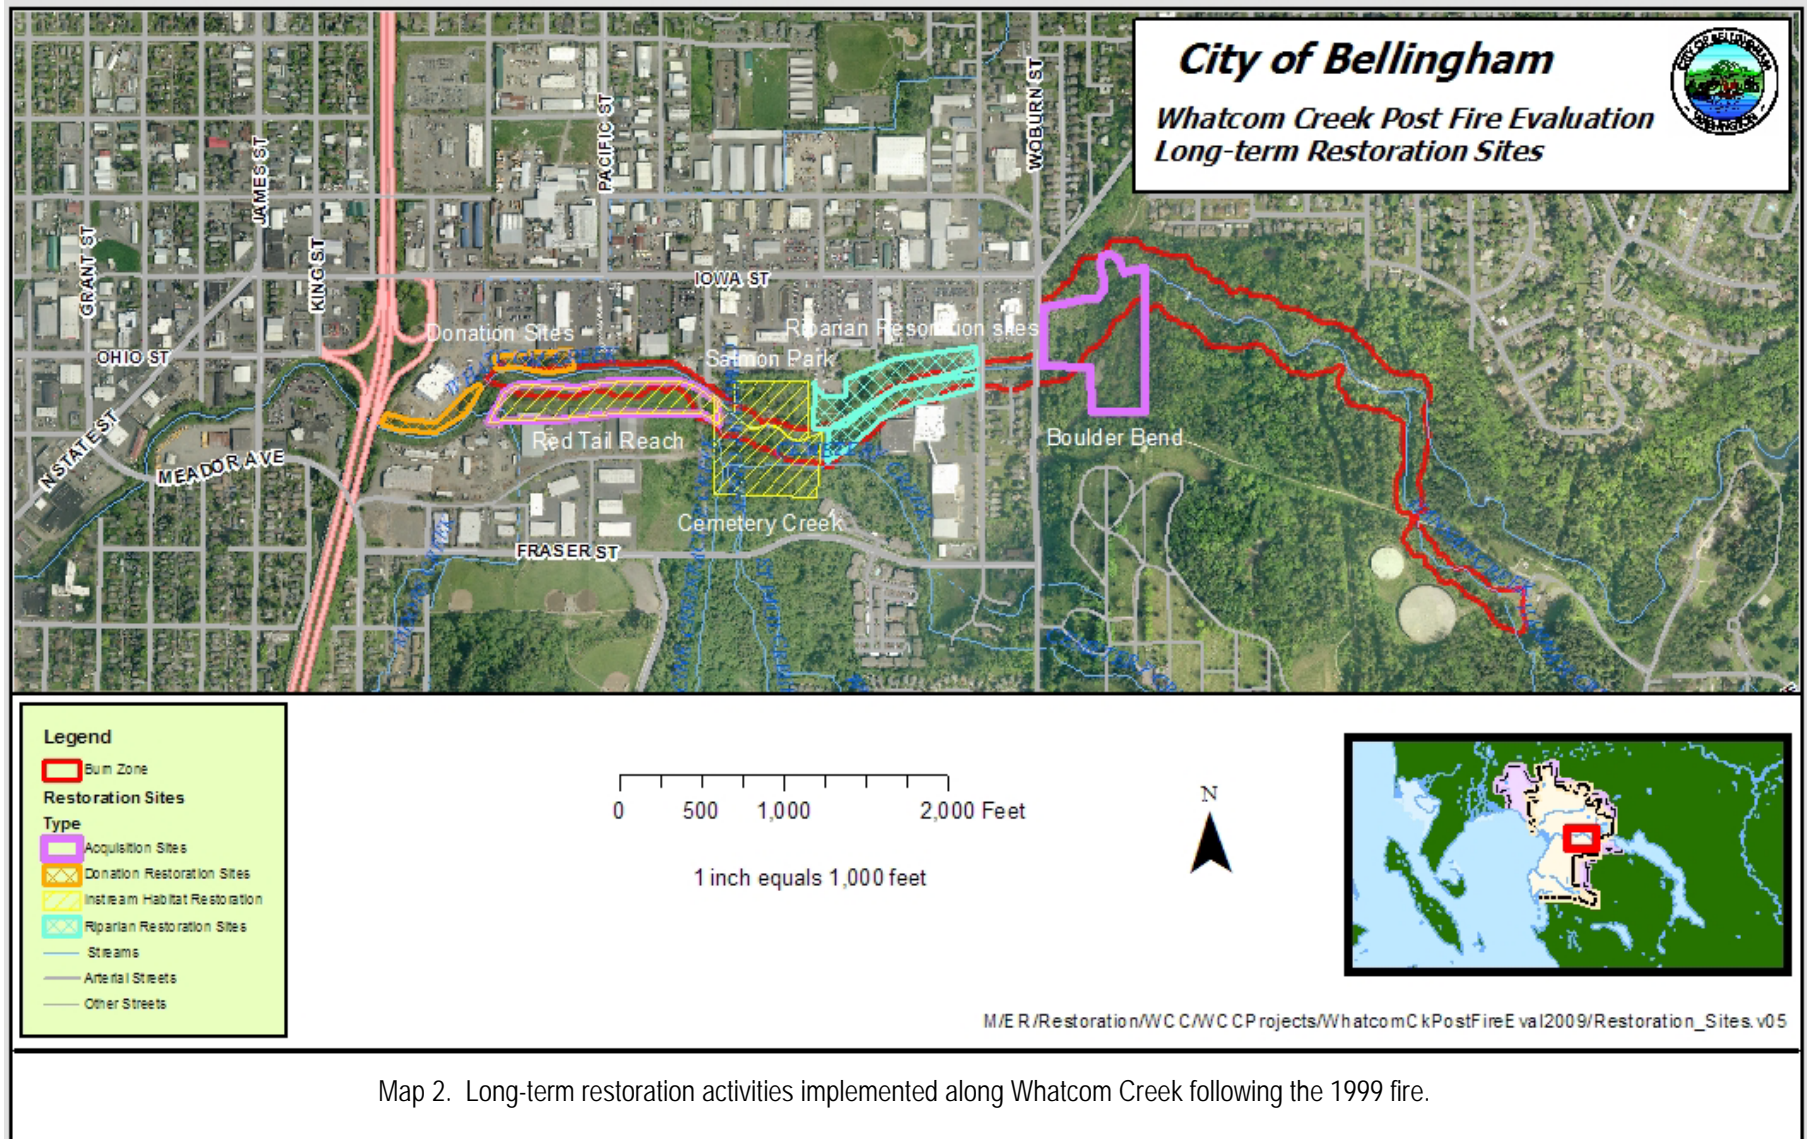 City of Bellingham
Whatcom Creek Post Fire Evaluation
Long-term Restoration Sites
CITY OF BELLINGHAM
WASHINGTON
WOBURN ST
PACIFIC ST
JAMES ST
GRANT ST
KING ST
IOWA ST
OHIO ST
Donation Sites
Riparian Resoration sites
Salmon Park
N STATE ST
MEADOR AVE
Red Tail Reach
Boulder Bend
Cemetery Creek
FRASER ST
Legend
Burn Zone
Restoration Sites
Type
Acquisition Sites
Donation Restoration Sites
Instream Habitat Restoration
Riparian Restoration Sites
Streams
Arterial Streets
Other Streets
0 500 1,000 2,000 Feet
1 inch equals 1,000 feet
N
M/ER/Restoration/WCC/WCCProjects/WhatcomCkPostFireEval2009/Restoration_Sites.v05
Map 2. Long-term restoration activities implemented along Whatcom Creek following the 1999 fire.